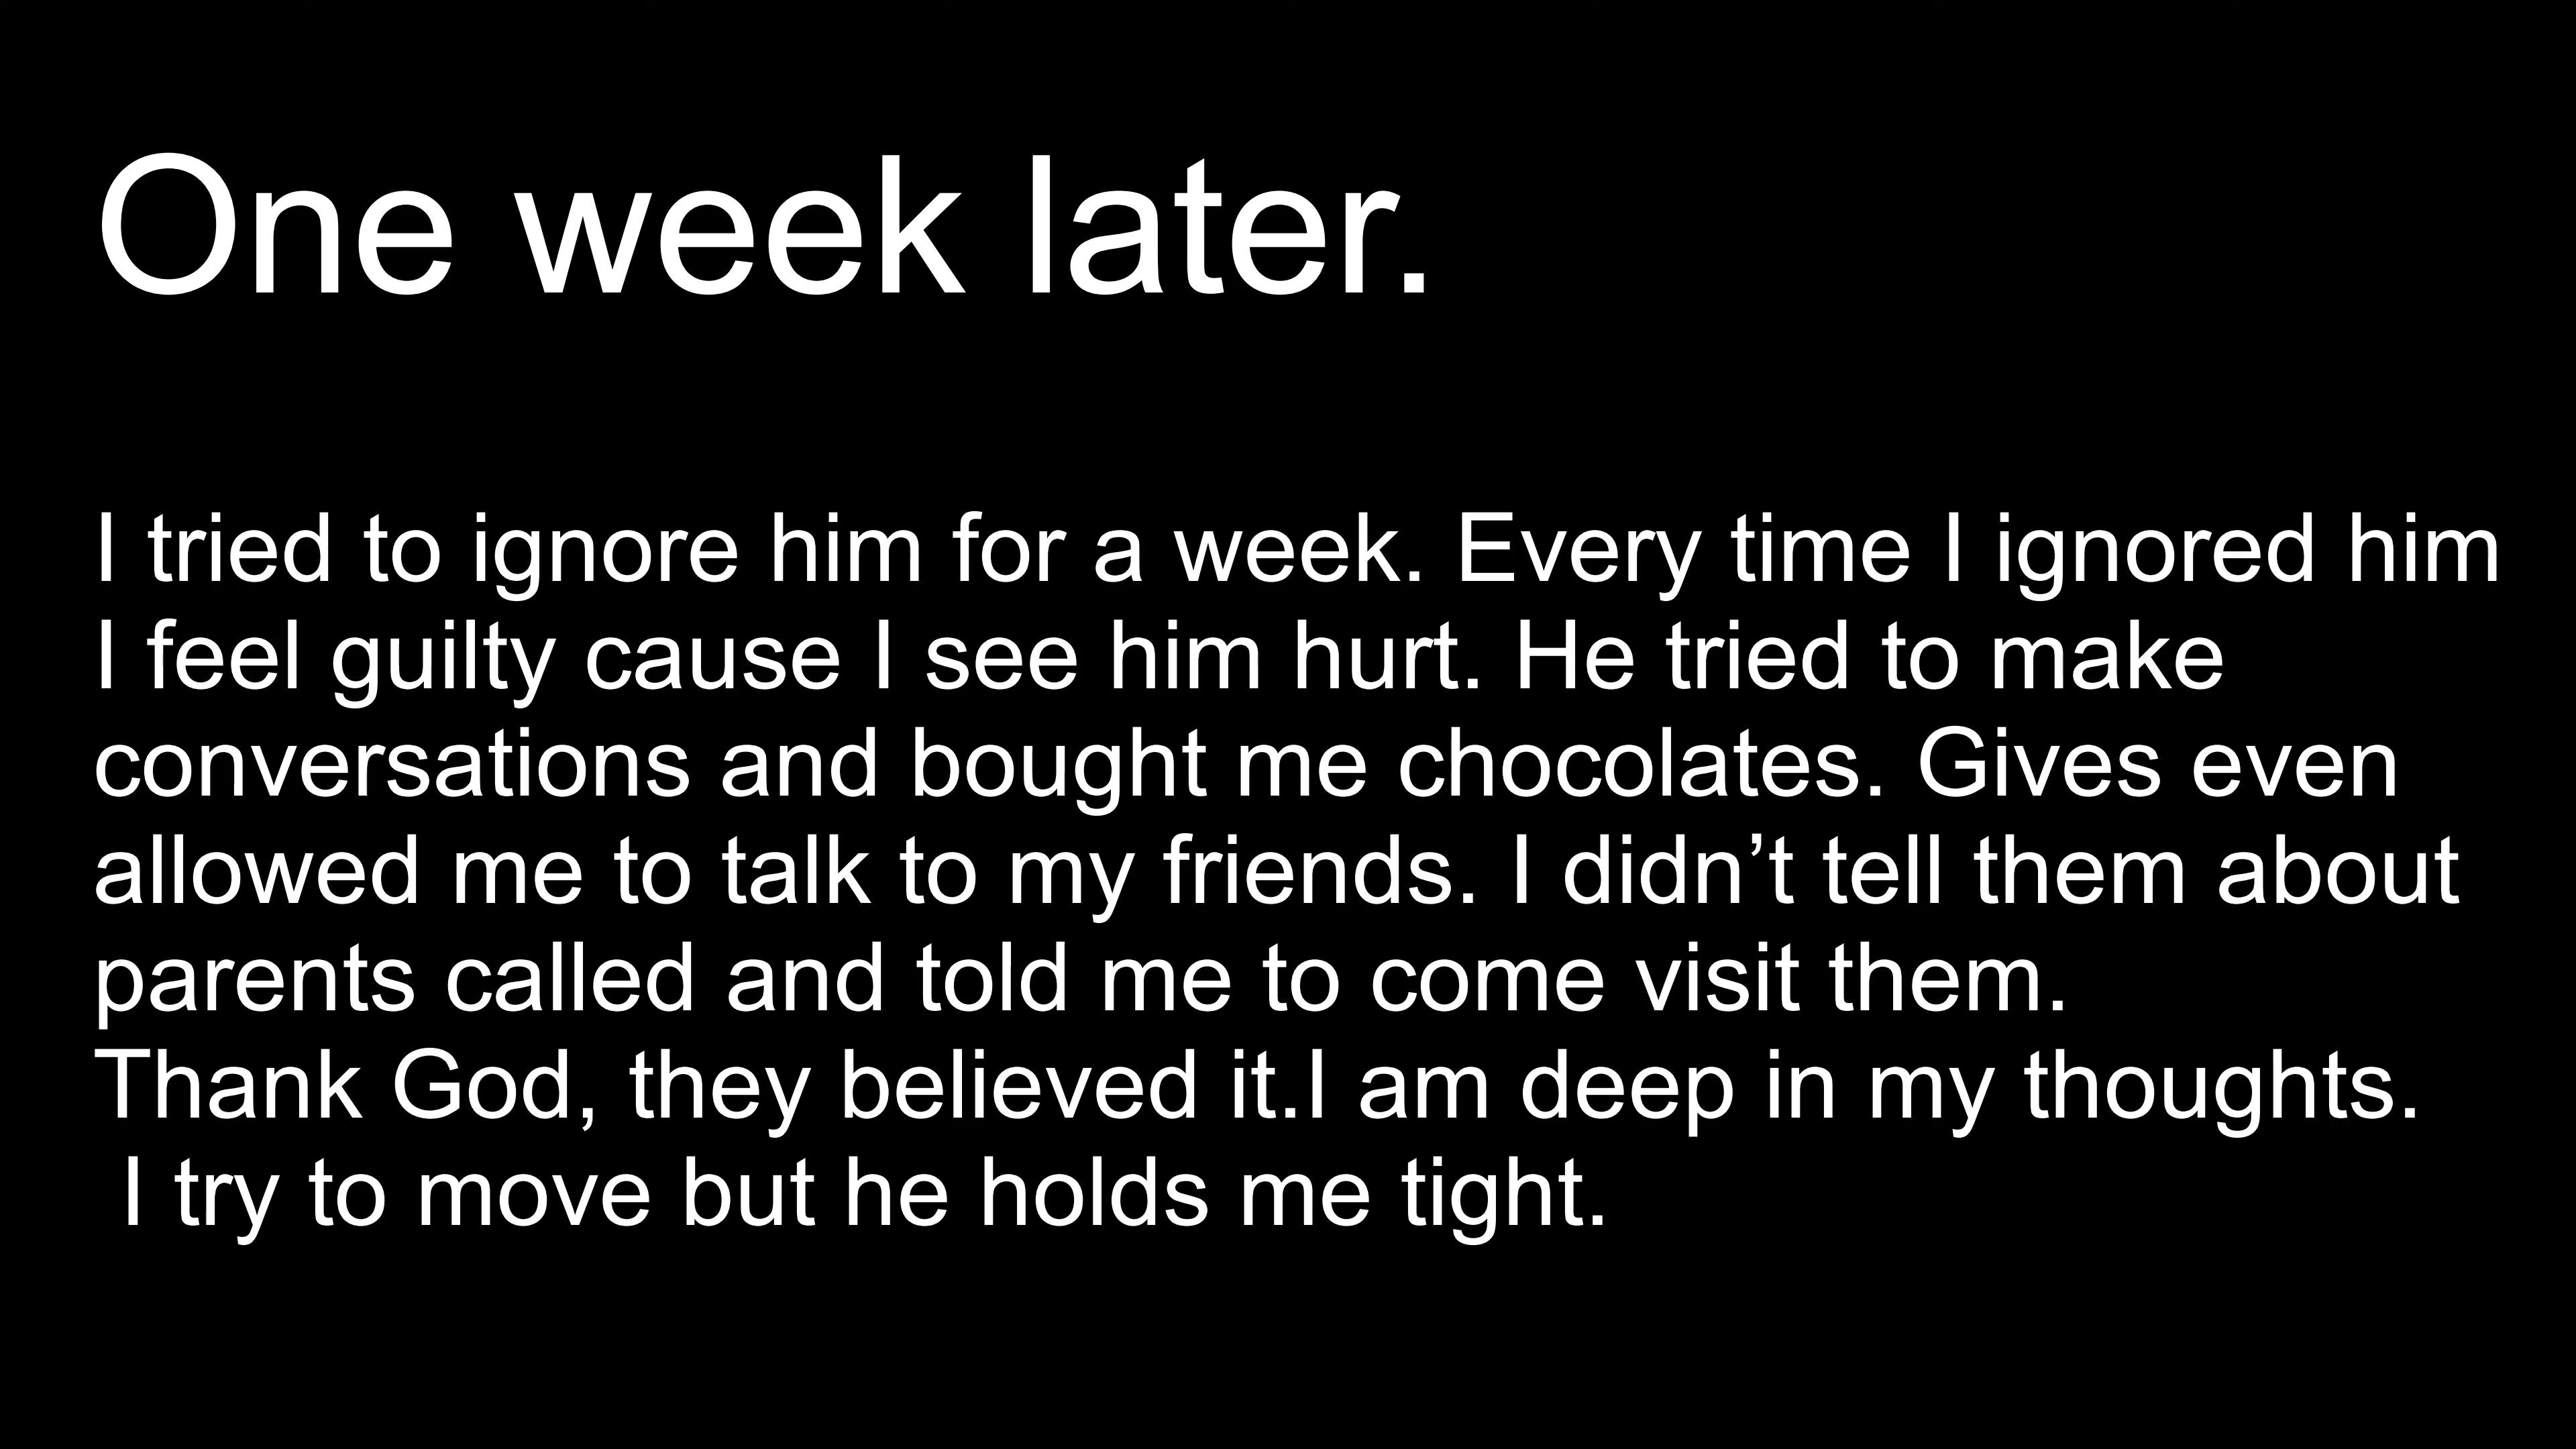 One week later.
I tried to ignore him for a week. Every time I ignored him
I feel guilty cause I see him hurt. He tried to make
conversations and bought me chocolates. Gives even
allowed me to talk to my friends. I didn’t tell them about
parents called and told me to come visit them.
Thank God, they believed it.I am deep in my thoughts.
I try to move but he holds me tight.